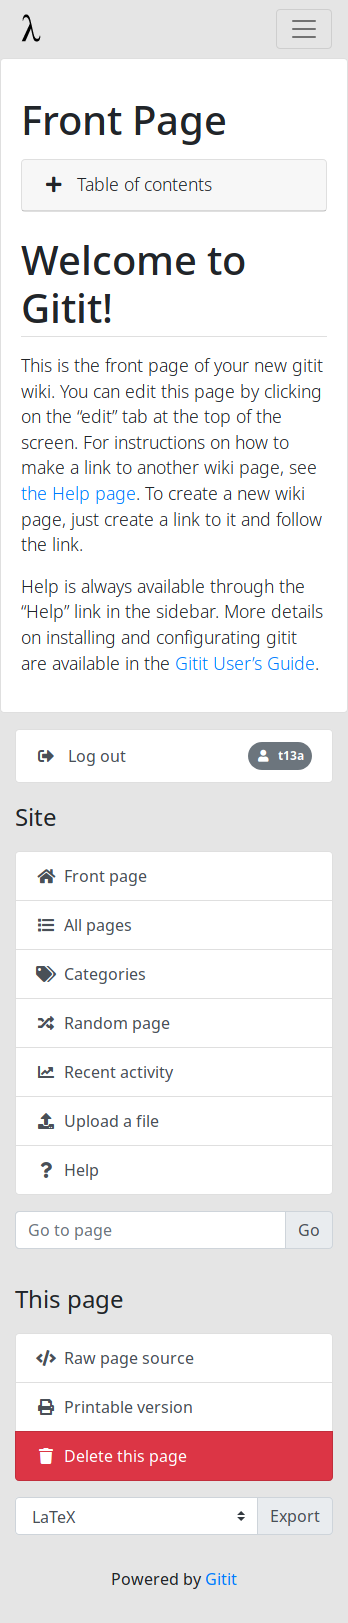 λ
Front Page
Table of contents
Welcome to
Gitit!
This is the front page of your new gitit
wiki. You can edit this page by clicking
on the “edit” tab at the top of the
screen. For instructions on how to
make a link to another wiki page, see
the Help page. To create a new wiki
page, just create a link to it and follow
the link.
Help is always available through the
“Help” link in the sidebar. More details
on installing and configurating gitit
are available in the Gitit User’s Guide.
Log out t13a
Site
Front page
All pages
Categories
Random page
Recent activity
Upload a file
Help
Go to page Go
This page
Raw page source
Printable version
Delete this page
LaTeX Export
Powered by Gitit